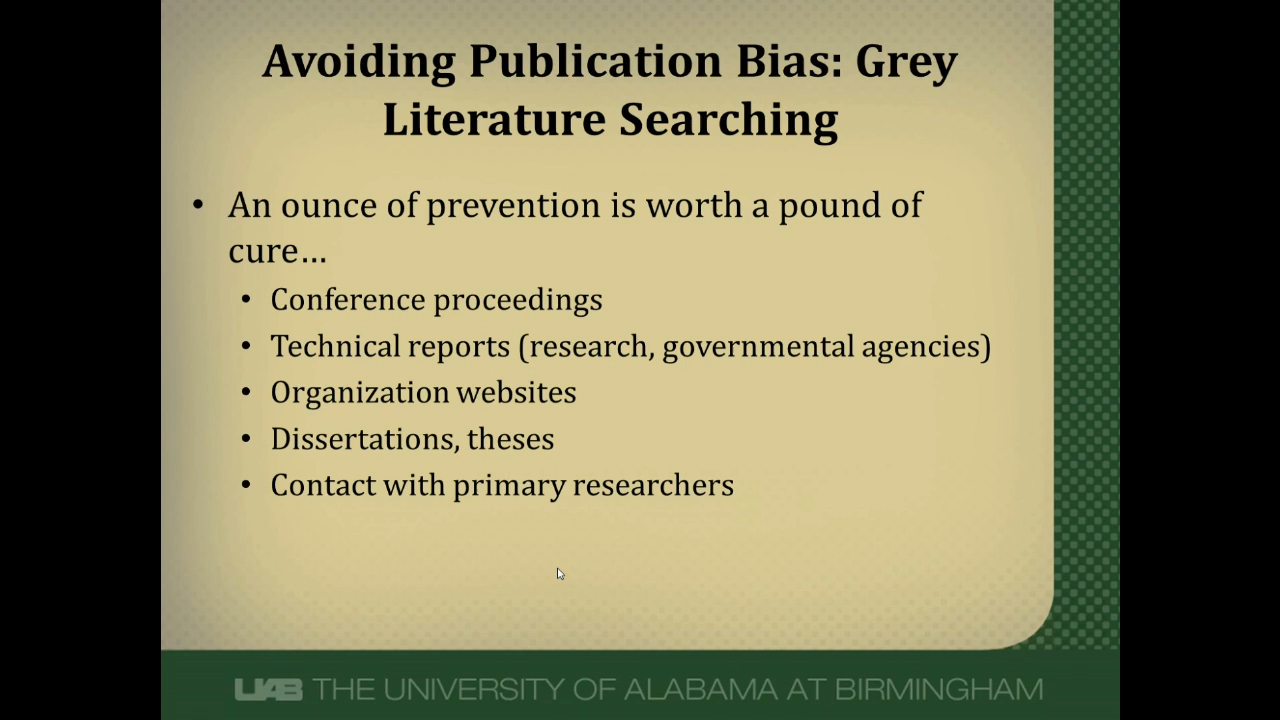 Avoiding Publication Bias: Grey
Literature Searching
• An ounce of prevention is worth a pound of
cure…
• Conference proceedings
• Technical reports (research, governmental agencies)
• Organization websites
• Dissertations, theses
• Contact with primary researchers
UAB THE UNIVERSITY OF ALABAMA AT BIRMINGHAM